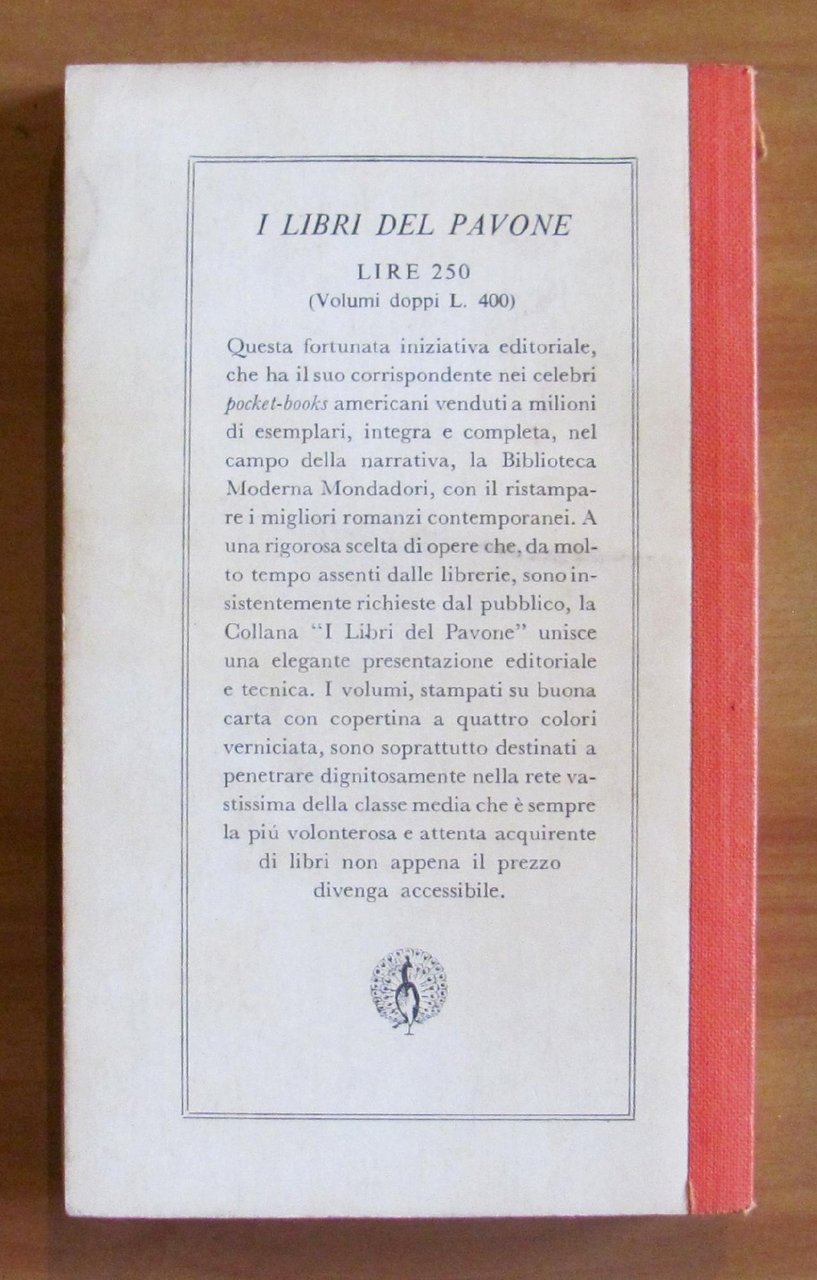 I LIBRI DEL PAVONE
LIRE 250
(Volumi doppi L. 400)
Questa fortunata iniziativa editoriale,
che ha il suo corrispondente nei celebri
pocket-books americani venduti a milioni
di esemplari, integra e completa, nel
campo della narrativa, la Biblioteca
Moderna Mondadori, con il ristampa-
re i migliori romanzi contemporanei. A
una rigorosa scelta di opere che, da mol-
to tempo assenti dalle librerie, sono in-
sistentemente richieste dal pubblico, la
Collana “I Libri del Pavone” unisce
una elegante presentazione editoriale
e tecnica. I volumi, stampati su buona
carta con copertina a quattro colori
verniciata, sono soprattutto destinati a
penetrare dignitosamente nella rete va-
stissima della classe media che è sempre
la piú volonterosa e attenta acquirente
di libri non appena il prezzo
divenga accessibile.